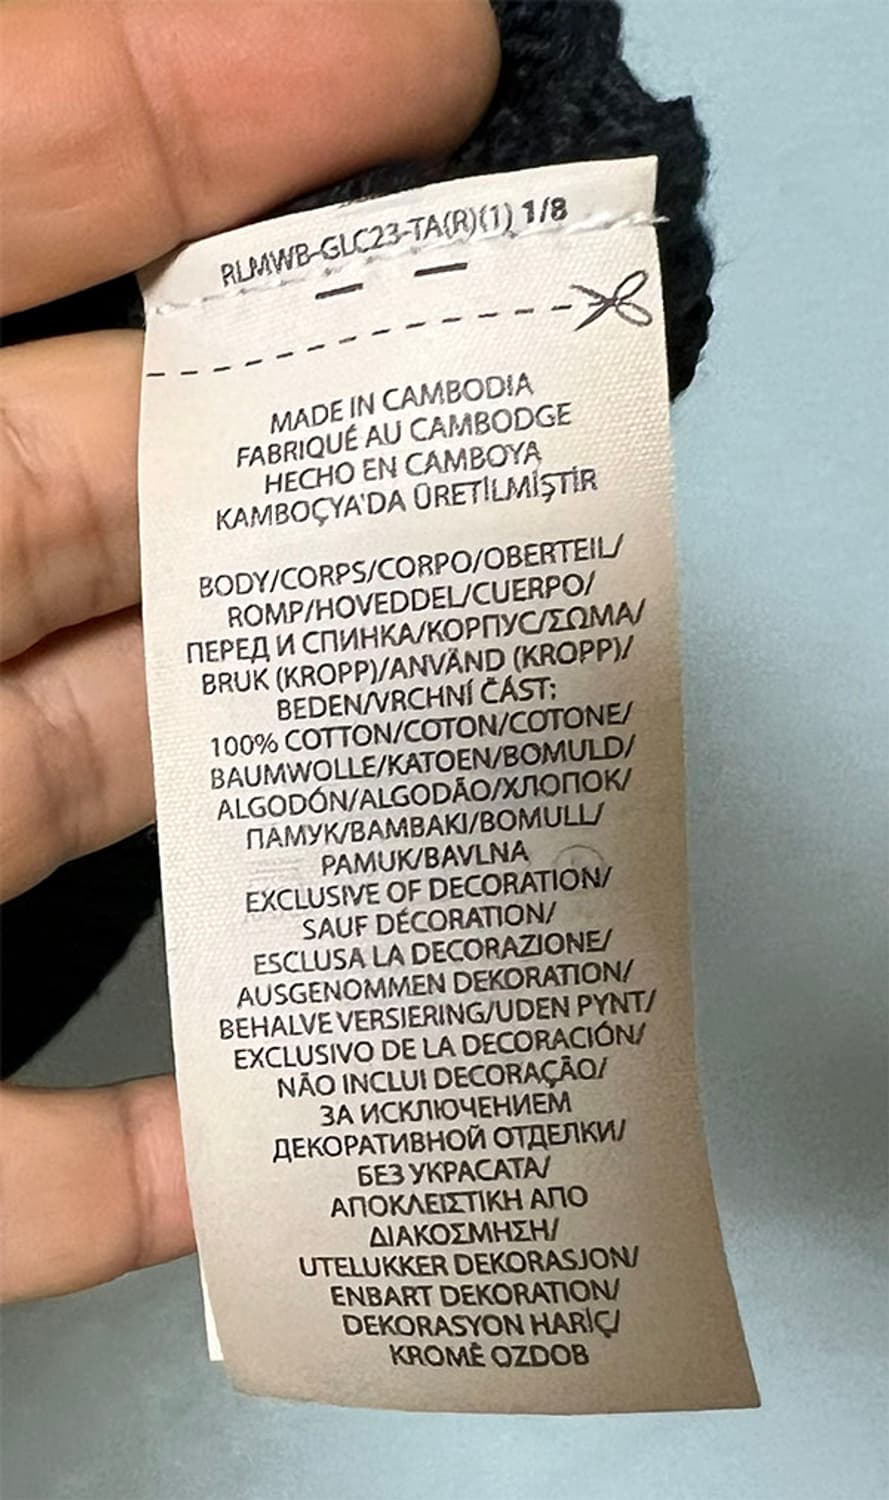 RLMWB-GLC23-TA(R)(1) 1/8
MADE IN CAMBODIA
FABRIQUÉ AU CAMBODGE
HECHO EN CAMBOYA
KAMBOÇYA'DA ÜRETİLMİŞTİR
BODY/CORPS/CORPO/OBERTEIL/
ROMP/HOVEDDEL/CUERPO/
ПЕРЕД И СПИНКА/КОРПУС/ΣΩΜΑ/
BRUK (KROPP)/ANVÄND (KROPP)/
BEDEN/VRCHNÍ ČÁST:
100% COTTON/COTON/COTONE/
BAUMWOLLE/KATOEN/BOMULD/
ALGODÓN/ALGODÃO/ХЛОПОК/
ПАМУК/ΒΑΜΒΑΚΙ/BOMULL/
PAMUK/BAVLNA
EXCLUSIVE OF DECORATION/
SAUF DÉCORATION/
ESCLUSA LA DECORAZIONE/
AUSGENOMMEN DEKORATION/
BEHALVE VERSIERING/UDEN PYNT/
EXCLUSIVO DE LA DECORACIÓN/
NÃO INCLUI DECORAÇÃO/
ЗА ИСКЛЮЧЕНИЕМ
ДЕКОРАТИВНОЙ ОТДЕЛКИ/
БЕЗ УКРАСАТА/
ΑΠΟΚΛΕΙΣΤΙΚΗ ΑΠΟ
ΔΙΑΚΟΣΜΗΣΗ/
UTELUKKER DEKORASJON/
ENBART DEKORATION/
DEKORASYON HARİÇ/
KROMĚ OZDOB